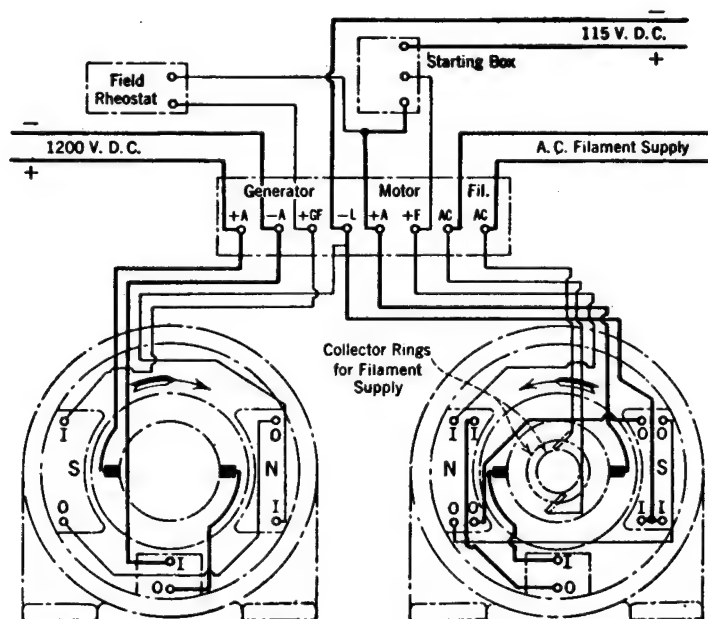 −
115 V. D. C.
+
Starting Box
Field
Rheostat
−
1200 V. D. C.
+
A. C. Filament Supply
Generator Motor Fil.
+A −A +GF −L +A +F AC AC
Collector Rings
for Filament
Supply
I O I I O O
S N N S
O I O O I I
I I
O O